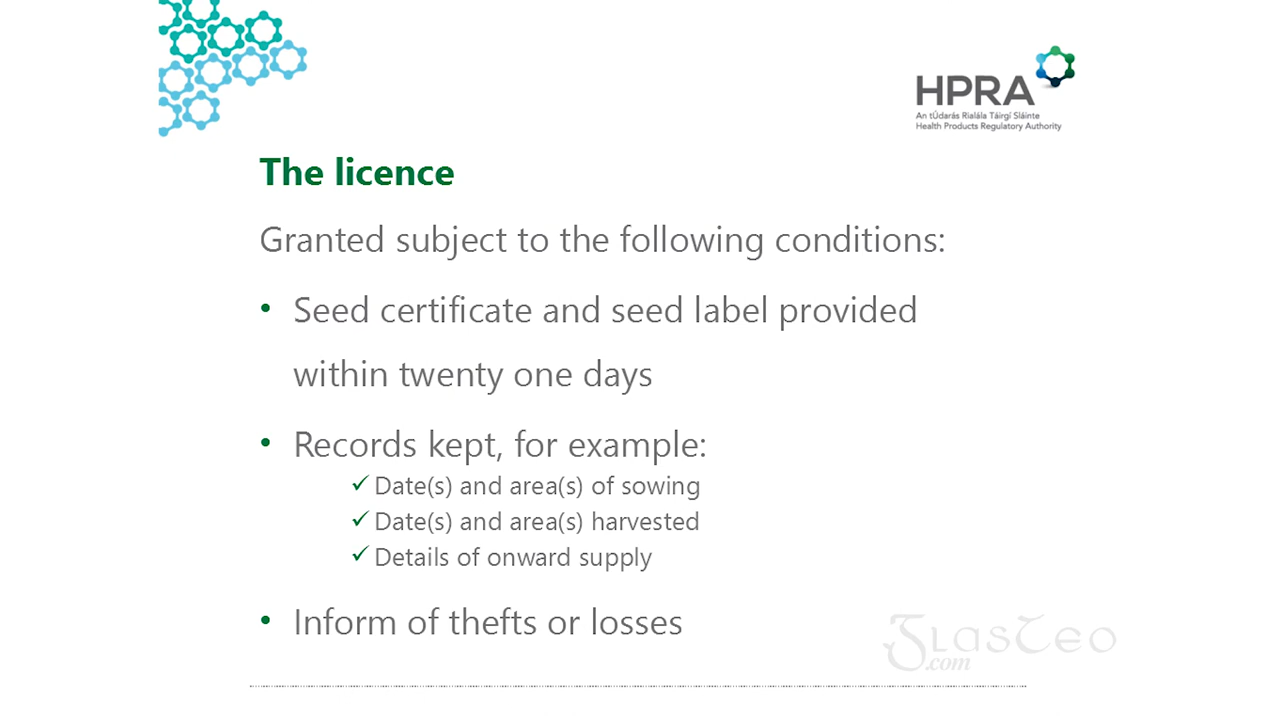 HPRA
An tÚdarás Rialála Táirgí Sláinte
Health Products Regulatory Authority
The licence
Granted subject to the following conditions:
• Seed certificate and seed label provided
within twenty one days
• Records kept, for example:
✓ Date(s) and area(s) of sowing
✓ Date(s) and area(s) harvested
✓ Details of onward supply
• Inform of thefts or losses
Glasteo
.com